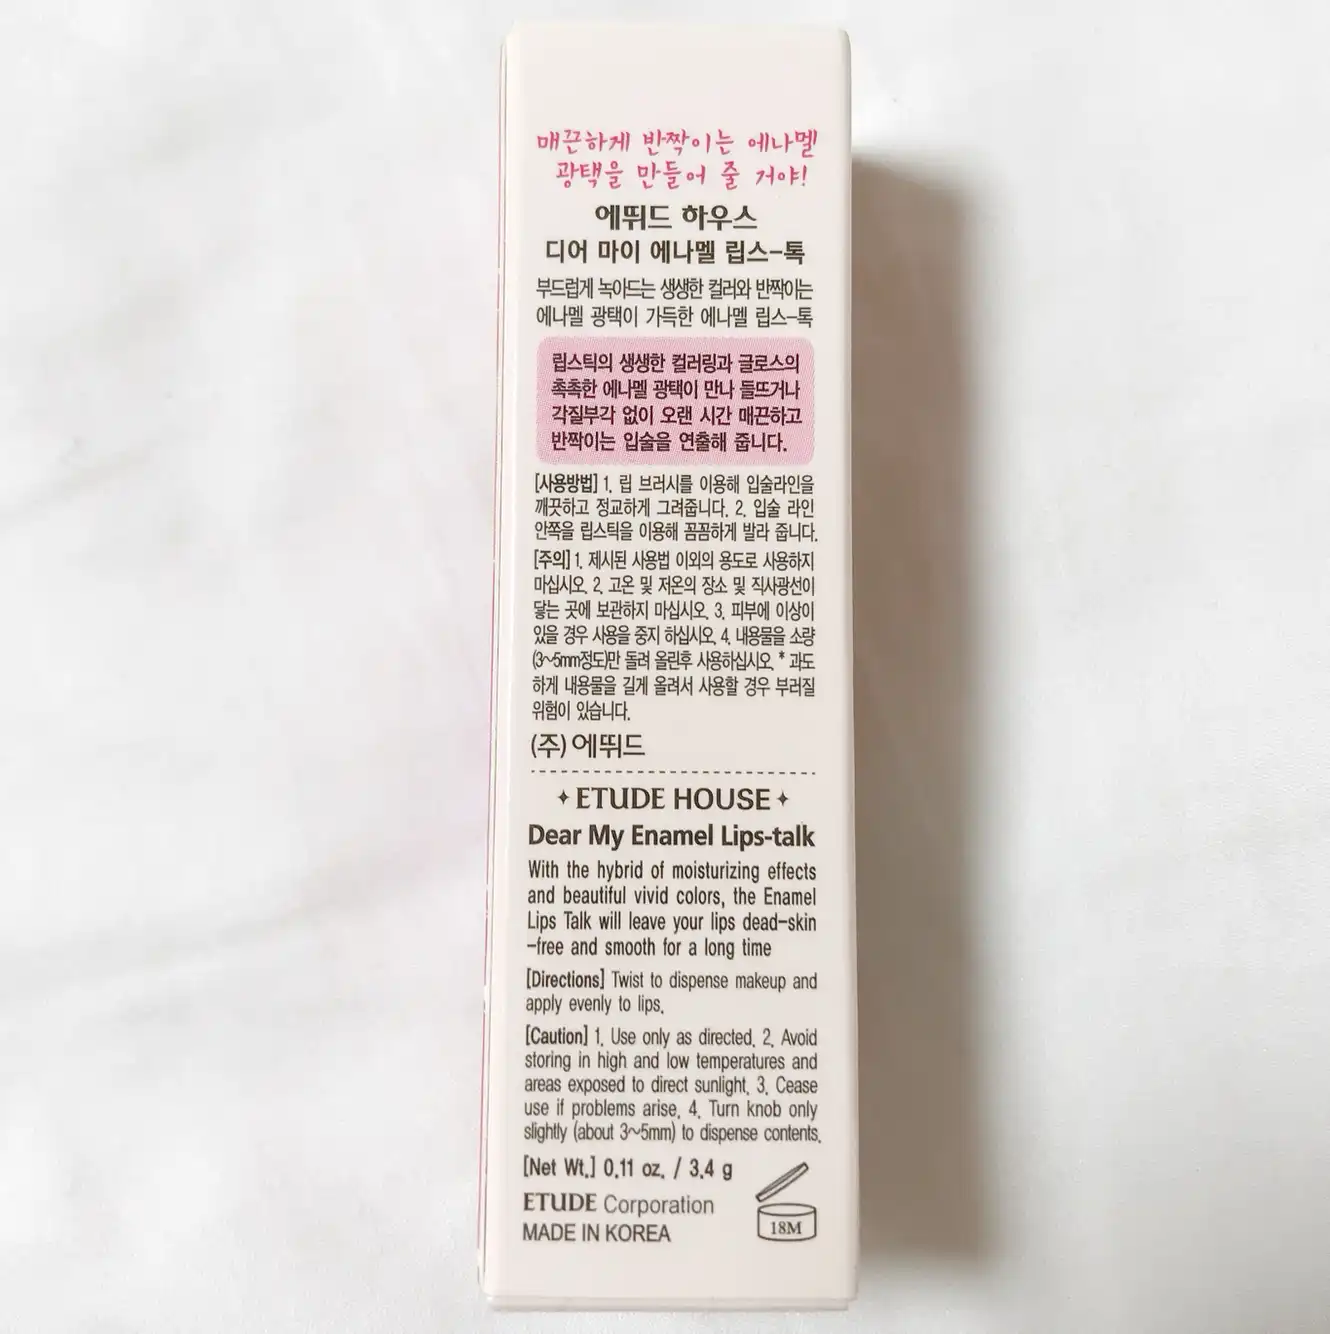 매끈하게 반짝이는 에나멜
광택을 만들어 줄 거야!
에뛰드 하우스
디어 마이 에나멜 립스-톡
부드럽게 녹아드는 생생한 컬러와 반짝이는
에나멜 광택이 가득한 에나멜 립스-톡
립스틱의 생생한 컬러링과 글로스의
촉촉한 에나멜 광택이 만나 들뜨거나
각질부각 없이 오랜 시간 매끈하고
반짝이는 입술을 연출해 줍니다.
[사용방법] 1. 립 브러시를 이용해 입술라인을
깨끗하고 정교하게 그려줍니다. 2. 입술 라인
안쪽을 립스틱을 이용해 꼼꼼하게 발라 줍니다.
[주의] 1. 제시된 사용법 이외의 용도로 사용하지
마십시오. 2. 고온 및 저온의 장소 및 직사광선이
닿는 곳에 보관하지 마십시오. 3. 피부에 이상이
있을 경우 사용을 중지 하십시오. 4. 내용물을 소량
(3~5mm정도)만 돌려 올린후 사용하십시오. * 과도
하게 내용물을 길게 올려서 사용할 경우 부러질
위험이 있습니다.
(주) 에뛰드
ETUDE HOUSE
Dear My Enamel Lips-talk
With the hybrid of moisturizing effects
and beautiful vivid colors, the Enamel
Lips Talk will leave your lips dead-skin
-free and smooth for a long time
[Directions] Twist to dispense makeup and
apply evenly to lips.
[Caution] 1. Use only as directed. 2. Avoid
storing in high and low temperatures and
areas exposed to direct sunlight. 3. Cease
use if problems arise. 4. Turn knob only
slightly (about 3~5mm) to dispense contents.
[Net Wt.] 0.11 oz. / 3.4 g
ETUDE Corporation
MADE IN KOREA
18M